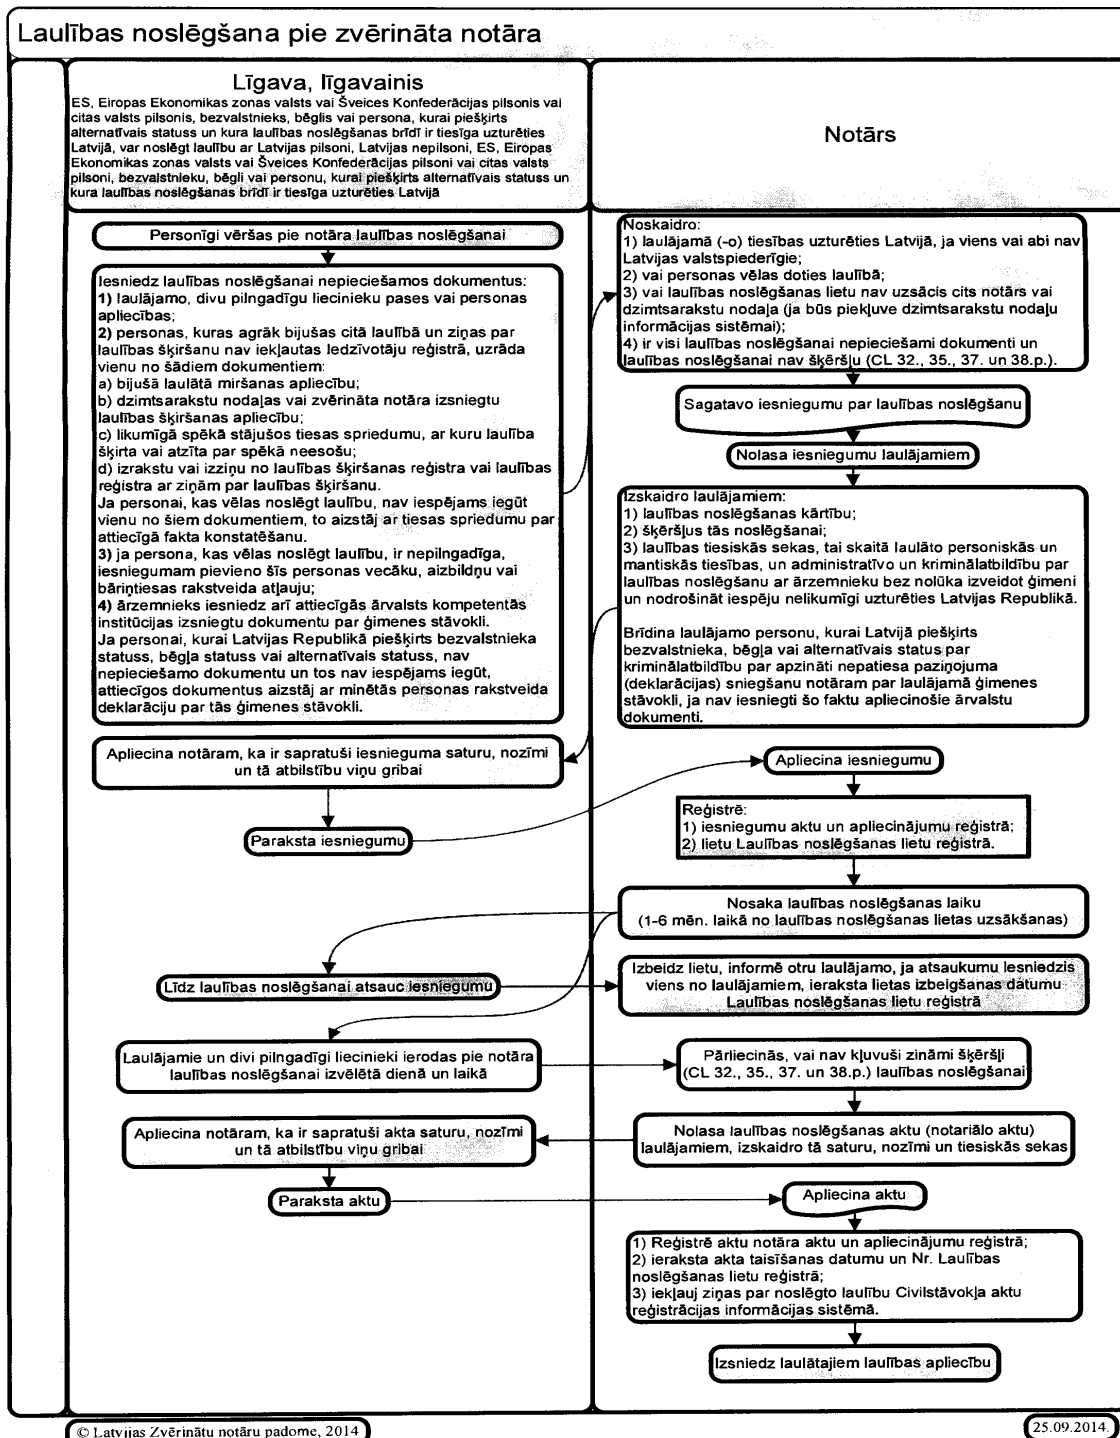 Laulības noslēgšana pie zvērināta notāra
Līgava, līgavainis
ES, Eiropas Ekonomikas zonas valsts vai Šveices Konfederācijas pilsonis vai
citas valsts pilsonis, bezvalstnieks, bēglis vai persona, kurai piešķirts
alternatīvais statuss un kura laulības noslēgšanas brīdī ir tiesīga uzturēties
Latvijā, var noslēgt laulību ar Latvijas pilsoni, Latvijas nepilsoni, ES, Eiropas
Ekonomikas zonas valsts vai Šveices Konfederācijas pilsoni vai citas valsts
pilsoni, bezvalstnieku, bēgli vai personu, kurai piešķirts alternatīvais statuss un
kura laulības noslēgšanas brīdī ir tiesīga uzturēties Latvijā
Notārs
Personīgi vēršas pie notāra laulības noslēgšanai
Iesniedz laulības noslēgšanai nepieciešamos dokumentus:
1) laulājamo, divu pilngadīgu liecinieku pases vai personas
apliecības;
2) personas, kuras agrāk bijušas citā laulībā un ziņas par
laulības šķiršanu nav iekļautas Iedzīvotāju reģistrā, uzrāda
vienu no šādiem dokumentiem:
a) bijušā laulātā miršanas apliecību;
b) dzimtsarakstu nodaļas vai zvērināta notāra izsniegtu
laulības šķiršanas apliecību;
c) likumīgā spēkā stājušos tiesas spriedumu, ar kuru laulība
šķirta vai atzīta par spēkā neesošu;
d) izrakstu vai izziņu no laulības šķiršanas reģistra vai laulības
reģistra ar ziņām par laulības šķiršanu.
Ja personai, kas vēlas noslēgt laulību, nav iespējams iegūt
vienu no šiem dokumentiem, to aizstāj ar tiesas spriedumu par
attiecīgā fakta konstatēšanu.
3) ja persona, kas vēlas noslēgt laulību, ir nepilngadīga,
iesniegumam pievieno šīs personas vecāku, aizbildņu vai
bāriņtiesas rakstveida atļauju;
4) ārzemnieks iesniedz arī attiecīgās ārvalsts kompetentās
institūcijas izsniegtu dokumentu par ģimenes stāvokli.
Ja personai, kurai Latvijas Republikā piešķirts bezvalstnieka
statuss, bēgļa statuss vai alternatīvais statuss, nav
nepieciešamo dokumentu un tos nav iespējams iegūt,
attiecīgos dokumentus aizstāj ar minētās personas rakstveida
deklarāciju par tās ģimenes stāvokli.
Noskaidro:
1) laulājamā (-o) tiesības uzturēties Latvijā, ja viens vai abi nav
Latvijas valstspiederīgie;
2) vai personas vēlas doties laulībā;
3) vai laulības noslēgšanas lietu nav uzsācis cits notārs vai
dzimtsarakstu nodaļa (ja būs piekļuve dzimtsarakstu nodaļu
informācijas sistēmai);
4) ir visi laulības noslēgšanai nepieciešami dokumenti un
laulības noslēgšanai nav šķēršļu (CL 32., 35., 37. un 38.p.).
Sagatavo iesniegumu par laulības noslēgšanu
Nolasa iesniegumu laulājamiem
Izskaidro laulājamiem:
1) laulības noslēgšanas kārtību;
2) šķēršļus tās noslēgšanai;
3) laulības tiesiskās sekas, tai skaitā laulāto personiskās un
mantiskās tiesības, un administratīvo un kriminālatbildību par
laulības noslēgšanu ar ārzemnieku bez nolūka izveidot ģimeni
un nodrošināt iespēju nelikumīgi uzturēties Latvijas Republikā.
Brīdina laulājamo personu, kurai Latvijā piešķirts
bezvalstnieka, bēgļa vai alternatīvais status par
kriminālatbildību par apzināti nepatiesa paziņojuma
(deklarācijas) sniegšanu notāram par laulājamā ģimenes
stāvokli, ja nav iesniegti šo faktu apliecinošie ārvalstu
dokumenti.
Apliecina notāram, ka ir sapratuši iesnieguma saturu, nozīmi
un tā atbilstību viņu gribai
Apliecina iesniegumu
Paraksta iesniegumu
Reģistrē:
1) iesniegumu aktu un apliecinājumu reģistrā;
2) lietu Laulības noslēgšanas lietu reģistrā.
Nosaka laulības noslēgšanas laiku
(1-6 mēn. laikā no laulības noslēgšanas lietas uzsākšanas)
Līdz laulības noslēgšanai atsauc iesniegumu
Izbeidz lietu, informē otru laulājamo, ja atsaukumu iesniedzis
viens no laulājamiem, ieraksta lietas izbeigšanas datumu
Laulības noslēgšanas lietu reģistrā
Laulājamie un divi pilngadīgi liecinieki ierodas pie notāra
laulības noslēgšanai izvēlētā dienā un laikā
Pārliecinās, vai nav kļuvuši zināmi šķēršļi
(CL 32., 35., 37. un 38.p.) laulības noslēgšanai
Apliecina notāram, ka ir sapratuši akta saturu, nozīmi
un tā atbilstību viņu gribai
Nolasa laulības noslēgšanas aktu (notariālo aktu)
laulājamiem, izskaidro tā saturu, nozīmi un tiesiskās sekas
Paraksta aktu
Apliecina aktu
1) Reģistrē aktu notāra aktu un apliecinājumu reģistrā;
2) ieraksta akta taisīšanas datumu un Nr. Laulības
noslēgšanas lietu reģistrā;
3) iekļauj ziņas par noslēgto laulību Civilstāvokļa aktu
reģistrācijas informācijas sistēmā.
Izsniedz laulātajiem laulības apliecību
© Latvijas Zvērinātu notāru padome, 2014
25.09.2014.